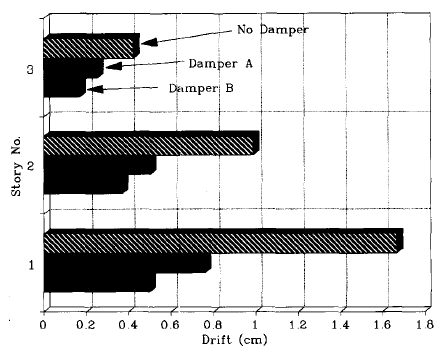 No Damper
Damper A
Damper B
3
2
1
Story No.
0 0.2 0.4 0.6 0.8 1 1.2 1.4 1.6 1.8
Drift (cm)